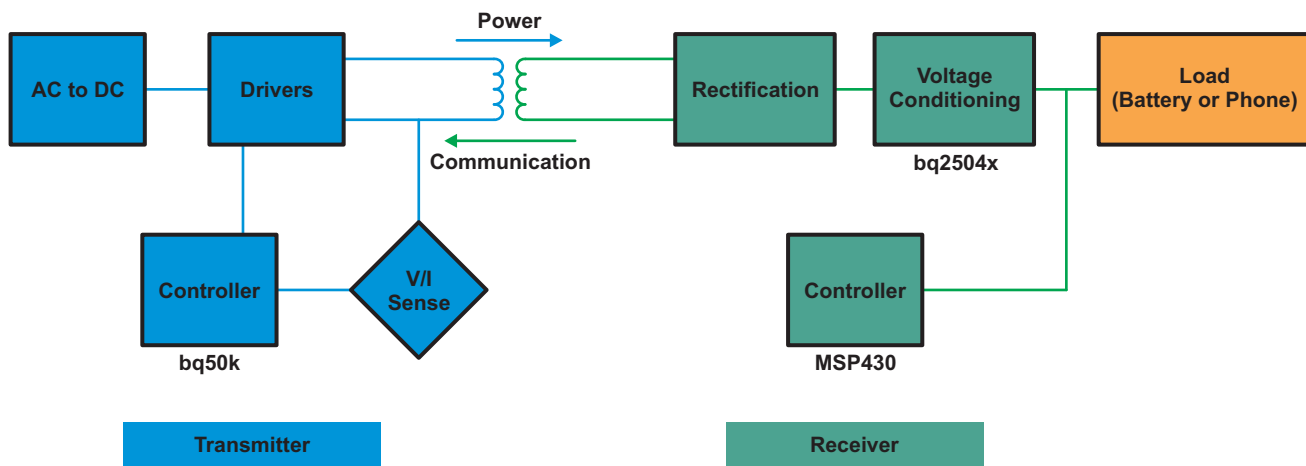 Power
AC to DC
Drivers
Rectification
Voltage
Conditioning
Load
(Battery or Phone)
Communication
bq2504x
Controller
V/I
Sense
Controller
bq50k
MSP430
Transmitter
Receiver